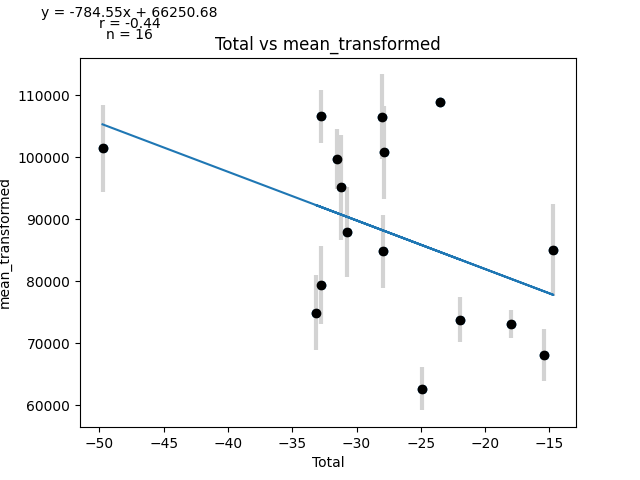 y = -784.55x + 66250.68
r = -0.44
n = 16
Total vs mean_transformed
110000
100000
90000
80000
70000
60000
mean_transformed
−50
−45
−40
−35
−30
−25
−20
−15
Total